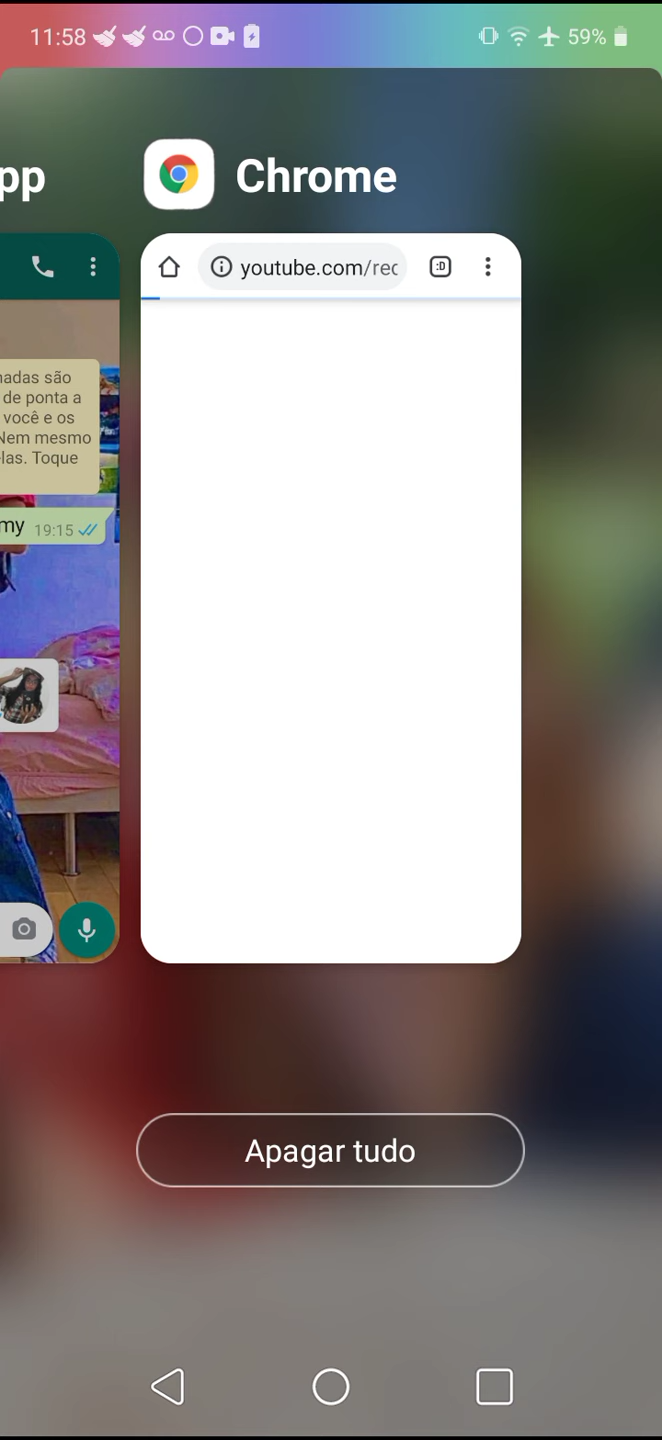 11:58
59%
pp
Chrome
youtube.com/rec
:D
nadas são
de ponta a
você e os
Nem mesmo
elas. Toque
my 19:15
Apagar tudo